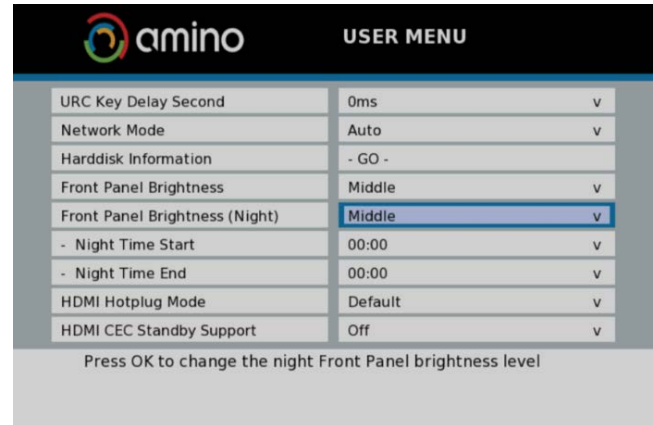 amino USER MENU
URC Key Delay Second 0ms v
Network Mode Auto v
Harddisk Information - GO -
Front Panel Brightness Middle v
Front Panel Brightness (Night) Middle v
- Night Time Start 00:00 v
- Night Time End 00:00 v
HDMI Hotplug Mode Default v
HDMI CEC Standby Support Off v
Press OK to change the night Front Panel brightness level